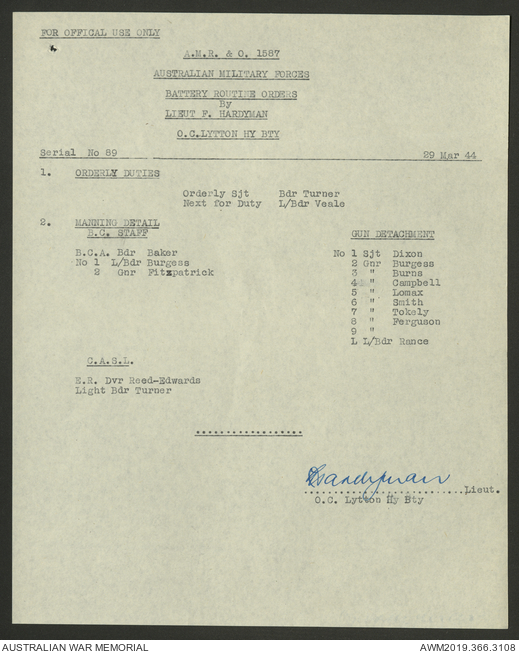 FOR OFFICAL USE ONLY
A.M.R. & O. 1587
AUSTRALIAN MILITARY FORCES
BATTERY ROUTINE ORDERS
By
LIEUT F. HARDYMAN
O.C.LYTTON HY BTY
Serial No 89 29 Mar 44
1. ORDERLY DUTIES
Orderly Sjt Bdr Turner
Next for Duty L/Bdr Veale
2. MANNING DETAIL
B.C. STAFF
B.C.A. Bdr Baker
No 1 L/Bdr Burgess
2 Gnr Fitzpatrick
GUN DETACHMENT
No 1 Sjt Dixon
2 Gnr Burgess
3 " Burns
4 " Campbell
5 " Lomax
6 " Smith
7 " Tokely
8 " Ferguson
9 "
L L/Bdr Rance
C.A.S.L.
E.R. Dvr Reed-Edwards
Light Bdr Turner
Hardyman
Lieut.
O.C. Lytton Hy Bty
AUSTRALIAN WAR MEMORIAL AWM2019.366.3108